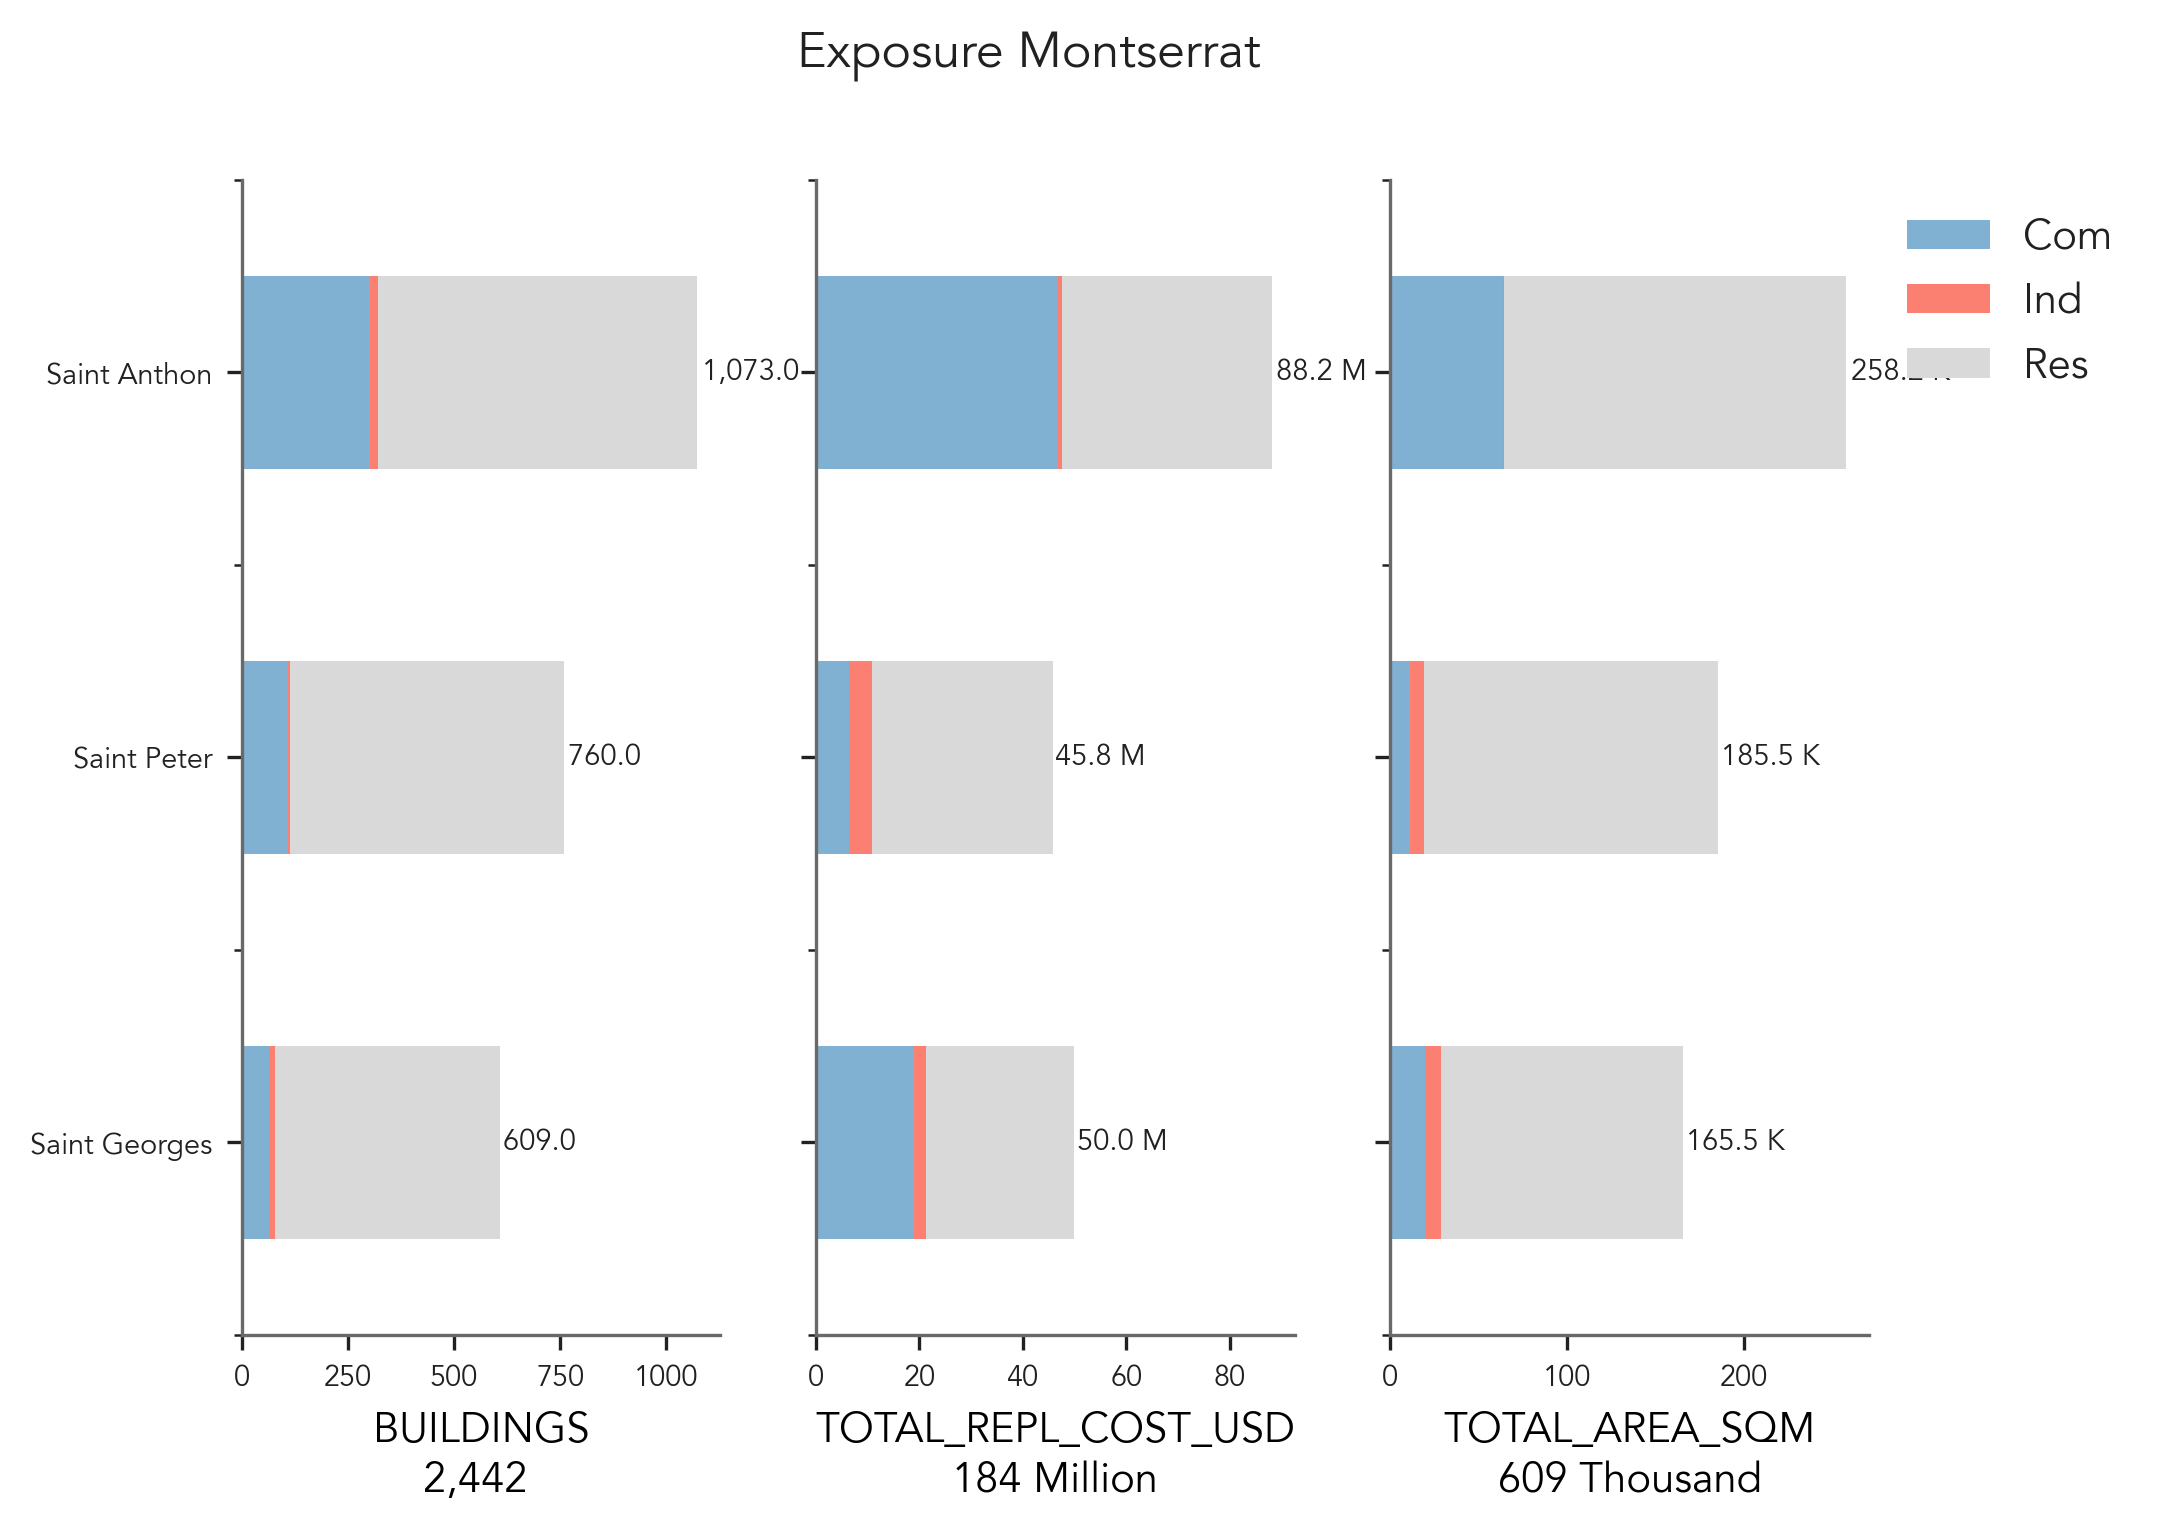 Exposure Montserrat
Com
Ind
Res
Saint Anthon
1,073.0
88.2 M
Saint Peter
760.0
45.8 M
185.5 K
Saint Georges
609.0
50.0 M
165.5 K
0 250 500 750 1000
0 20 40 60 80
0 100 200
BUILDINGS
2,442
TOTAL_REPL_COST_USD
184 Million
TOTAL_AREA_SQM
609 Thousand